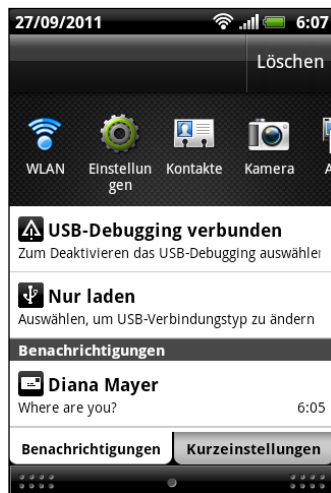 27/09/2011 6:07
Löschen
WLAN Einstellun Kontakte Kamera A
gen
USB-Debugging verbunden
Zum Deaktivieren das USB-Debugging auswähle
Nur laden
Auswählen, um USB-Verbindungstyp zu ändern
Benachrichtigungen
Diana Mayer
Where are you? 6:05
Benachrichtigungen Kurzeinstellungen